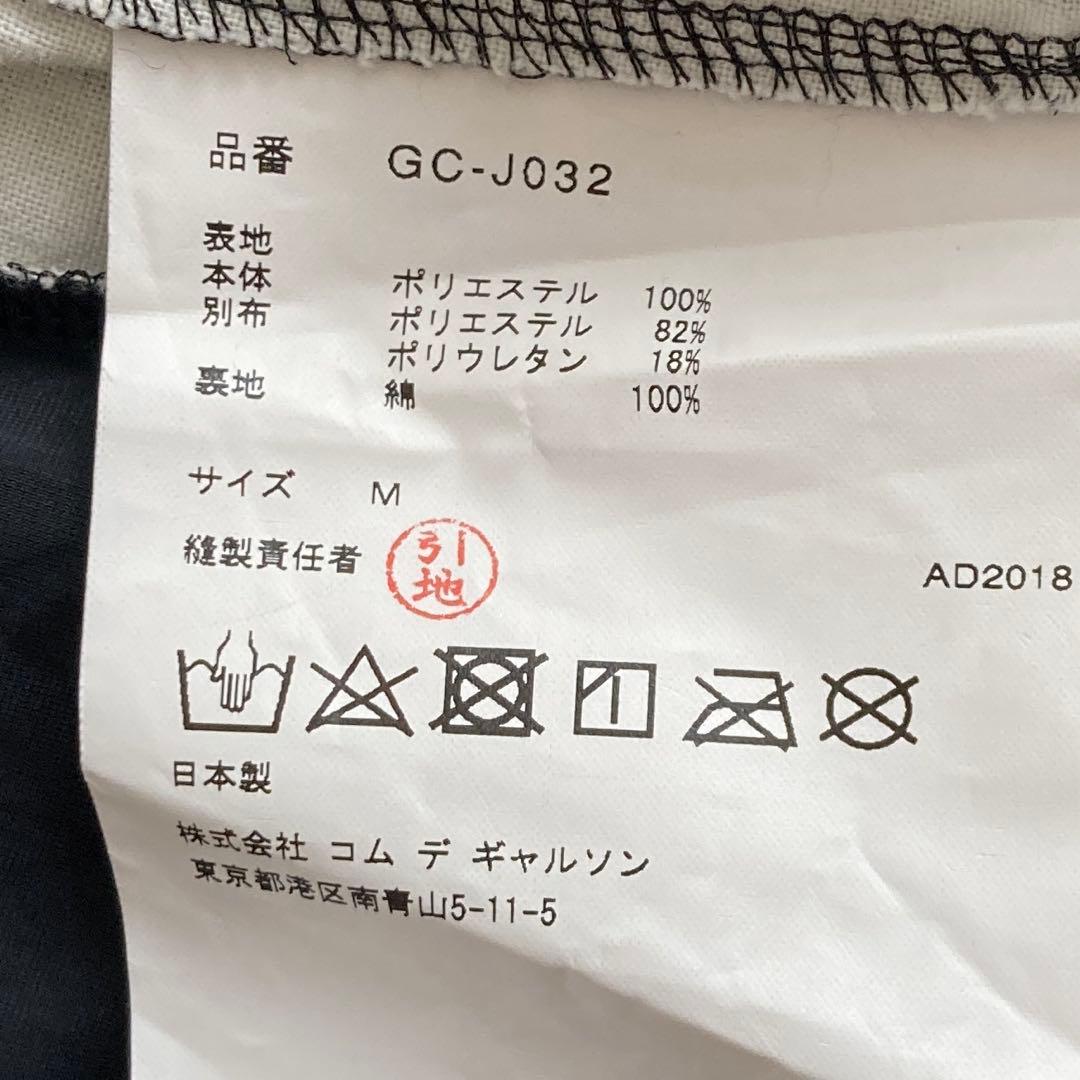 品番 GC-J032
表地
本体 ポリエステル 100%
別布 ポリエステル 82%
ポリウレタン 18%
裏地 綿 100%
サイズ M
縫製責任者 引地
AD2018
日本製
株式会社 コム デ ギャルソン
東京都港区南青山5-11-5